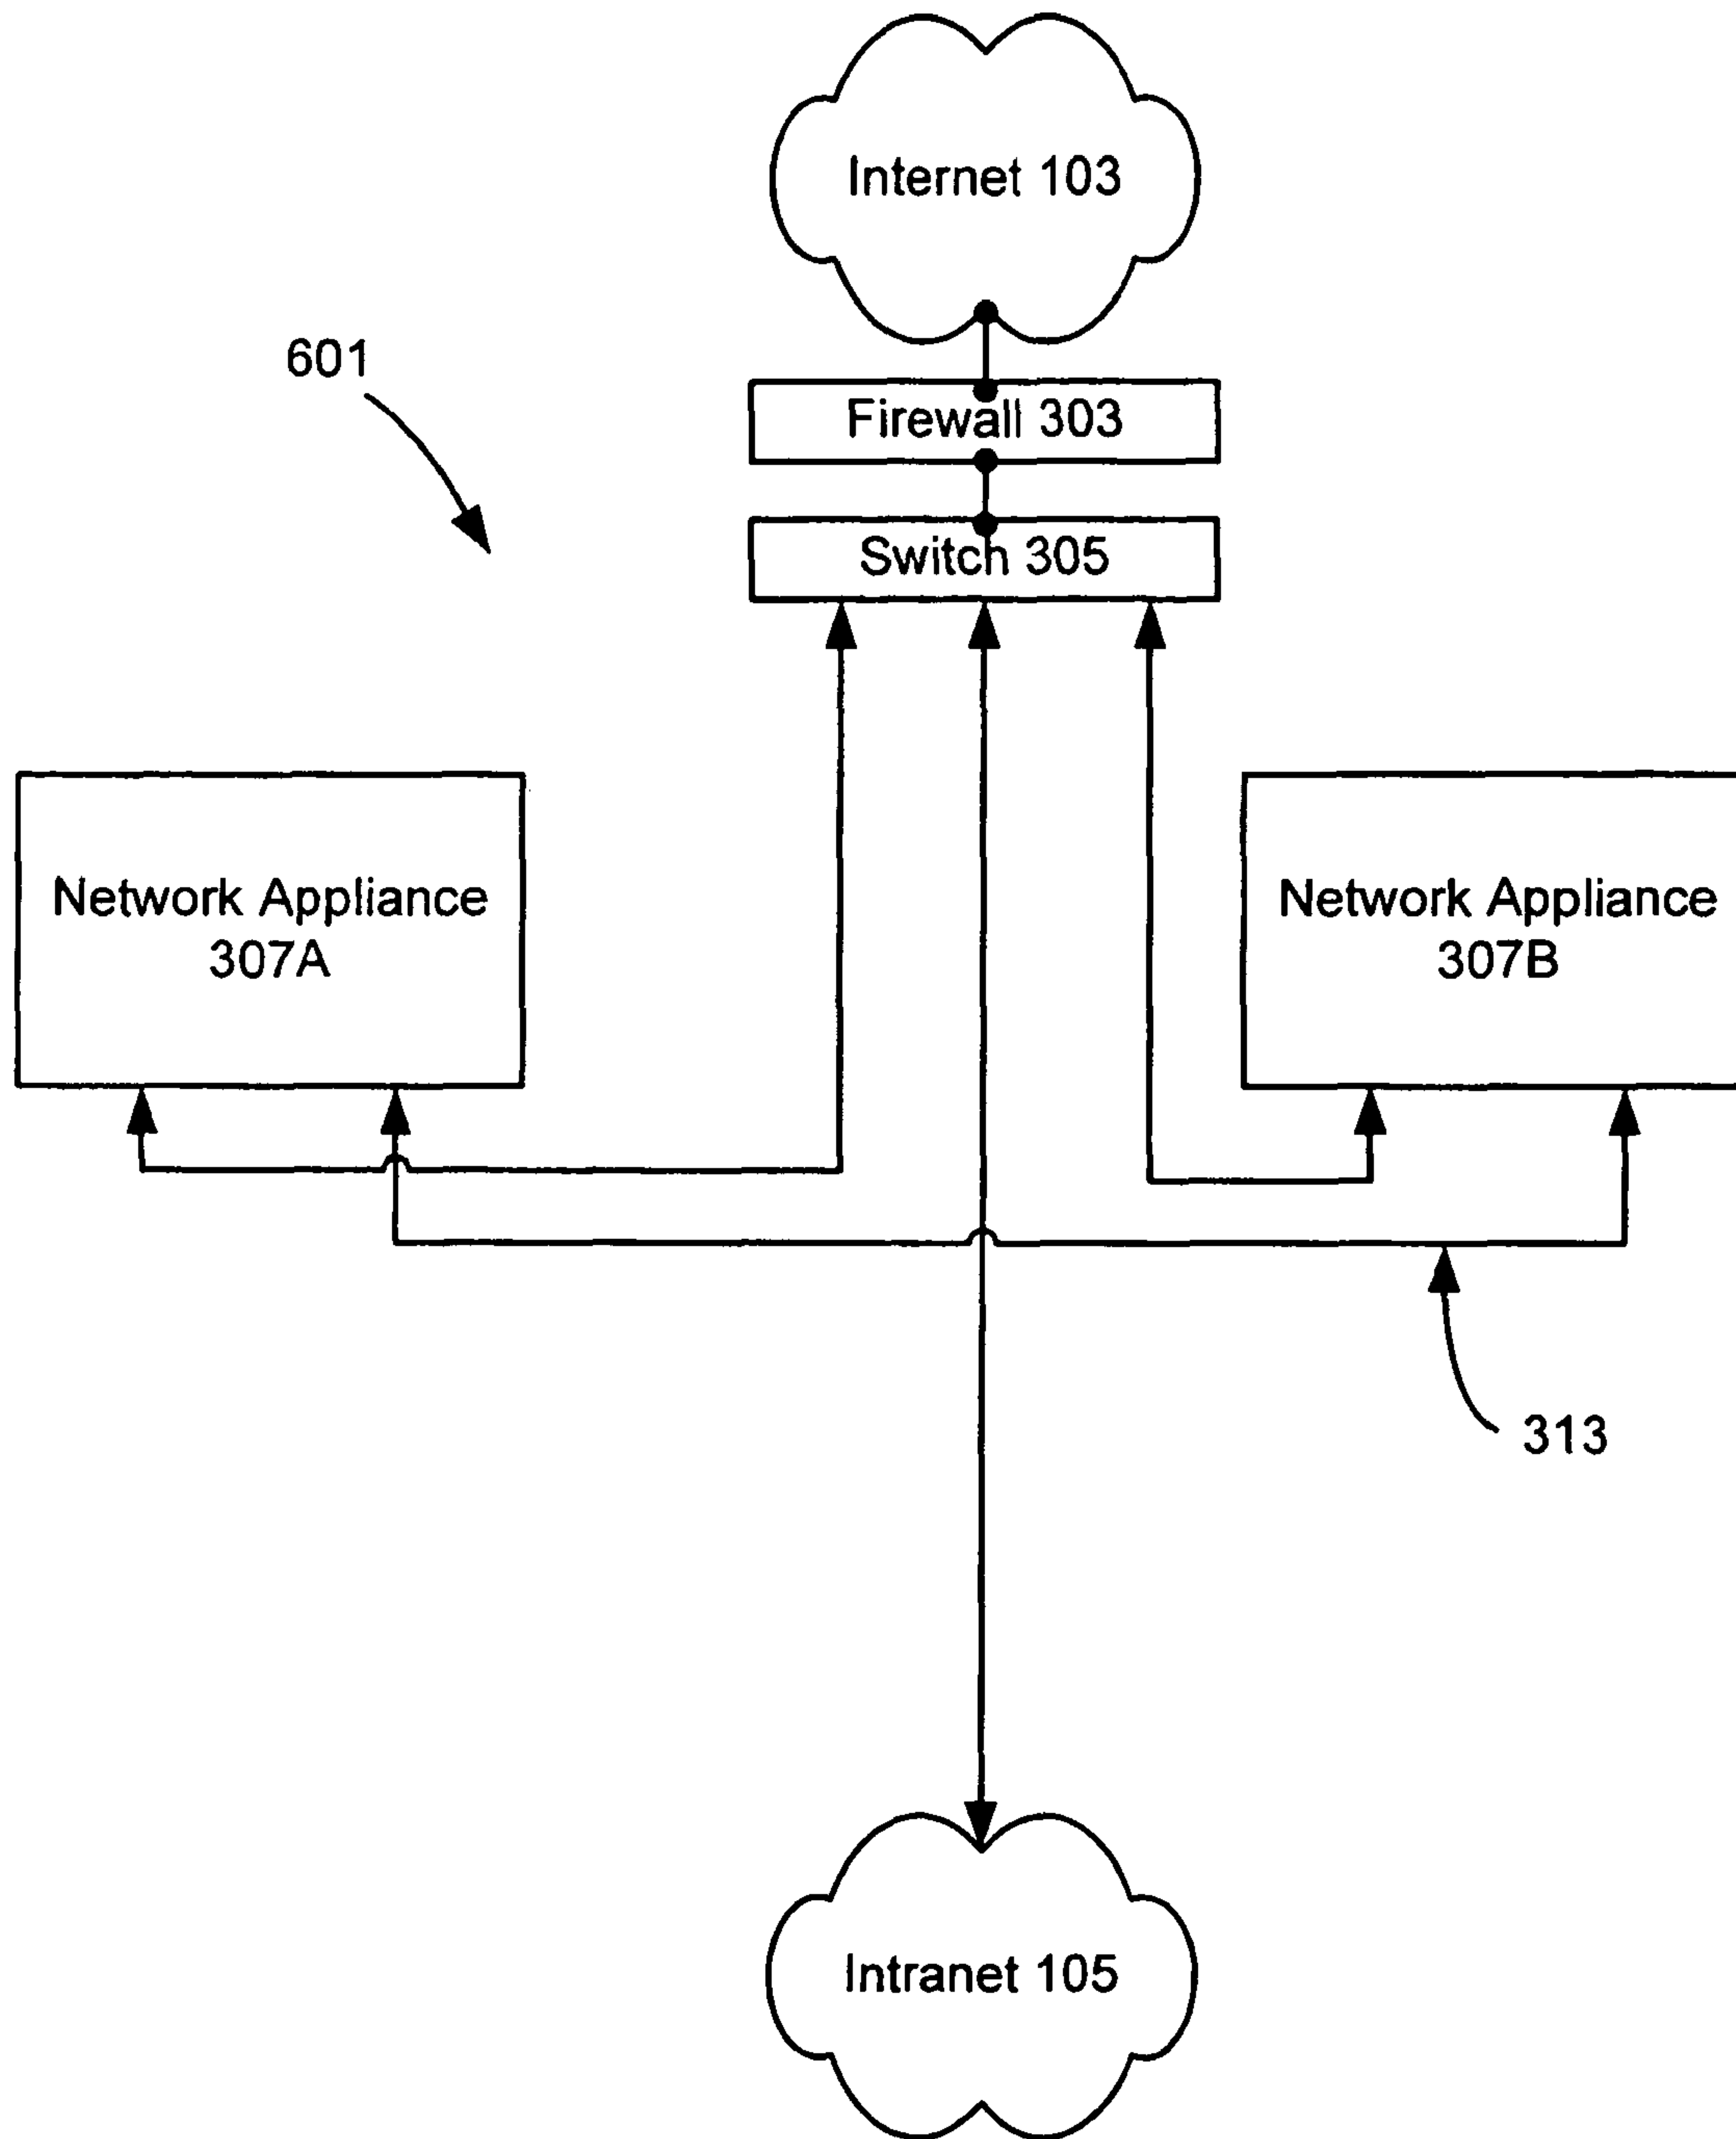 Internet 103
601
Firewall 303
Switch 305
Network Appliance
307A
Network Appliance
307B
313
Intranet 105